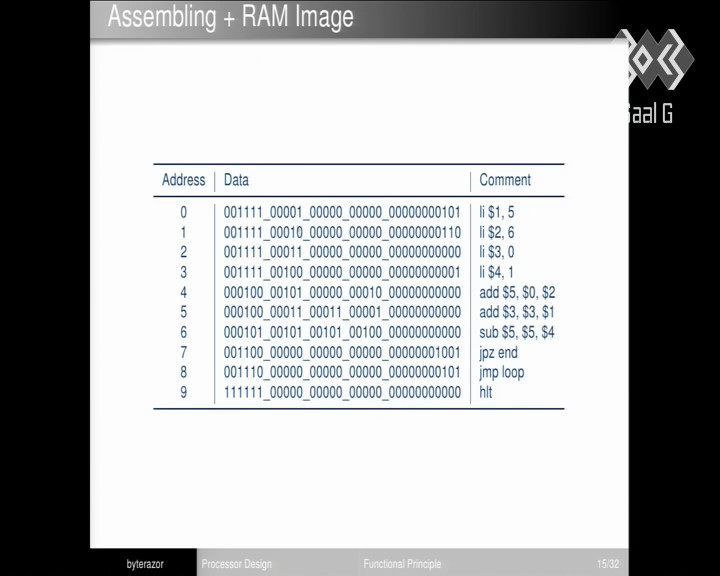 Assembling + RAM Image
Saal G
Address Data Comment
0 001111_00001_00000_00000_00000000101 li $1, 5
1 001111_00010_00000_00000_00000000110 li $2, 6
2 001111_00011_00000_00000_00000000000 li $3, 0
3 001111_00100_00000_00000_00000000001 li $4, 1
4 000100_00101_00000_00010_00000000000 add $5, $0, $2
5 000100_00011_00011_00001_00000000000 add $3, $3, $1
6 000101_00101_00101_00100_00000000000 sub $5, $5, $4
7 001100_00000_00000_00000_00000001001 jpz end
8 001110_00000_00000_00000_00000000101 jmp loop
9 111111_00000_00000_00000_00000000000 hlt
byterazor Processor Design Functional Principle 15/32